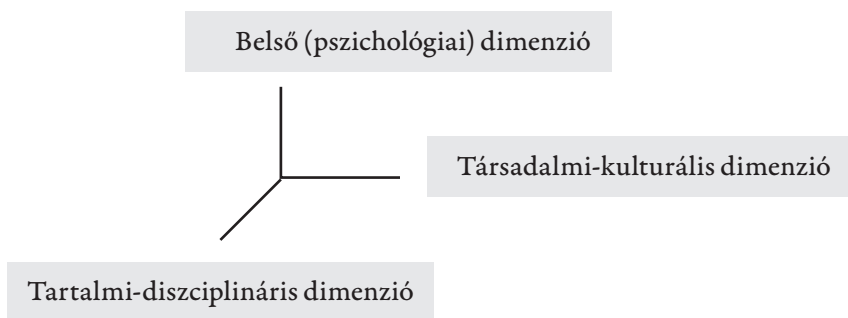 Belső (pszichológiai) dimenzió
Társadalmi-kulturális dimenzió
Tartalmi-diszciplináris dimenzió